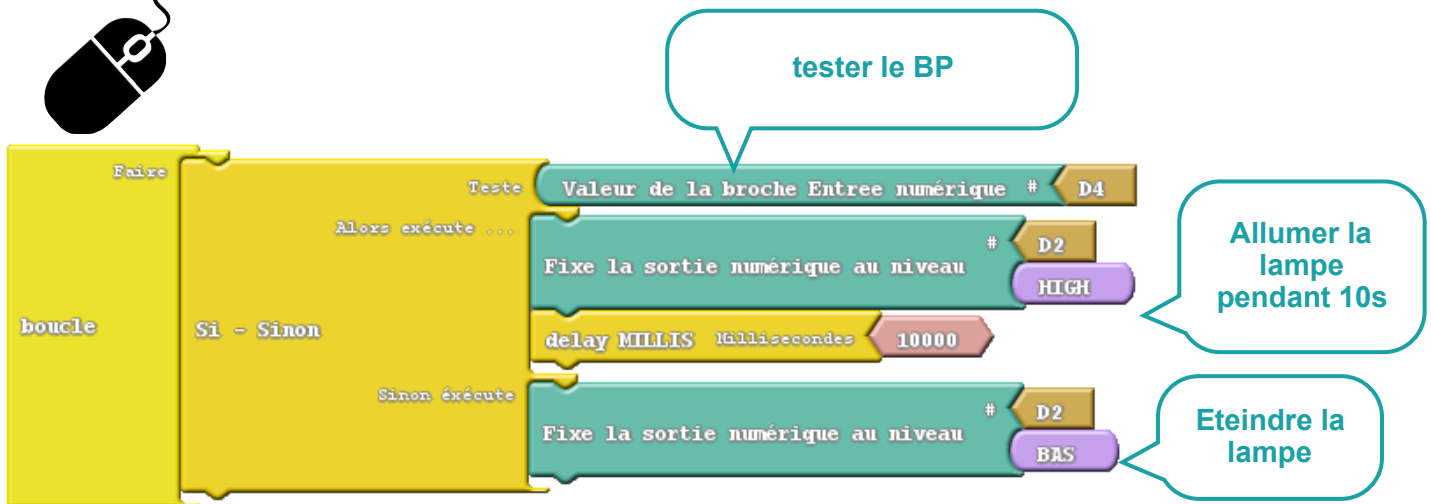 tester le BP
Faire
Teste
Valeur de la broche Entree numérique # D4
Alors exécute ...
# D2
Fixe la sortie numérique au niveau
HIGH
Allumer la
lampe
pendant 10s
boucle
Si - Sinon
delay MILLIS Millisecondes 10000
Sinon éxécute
# D2
Fixe la sortie numérique au niveau
BAS
Eteindre la
lampe